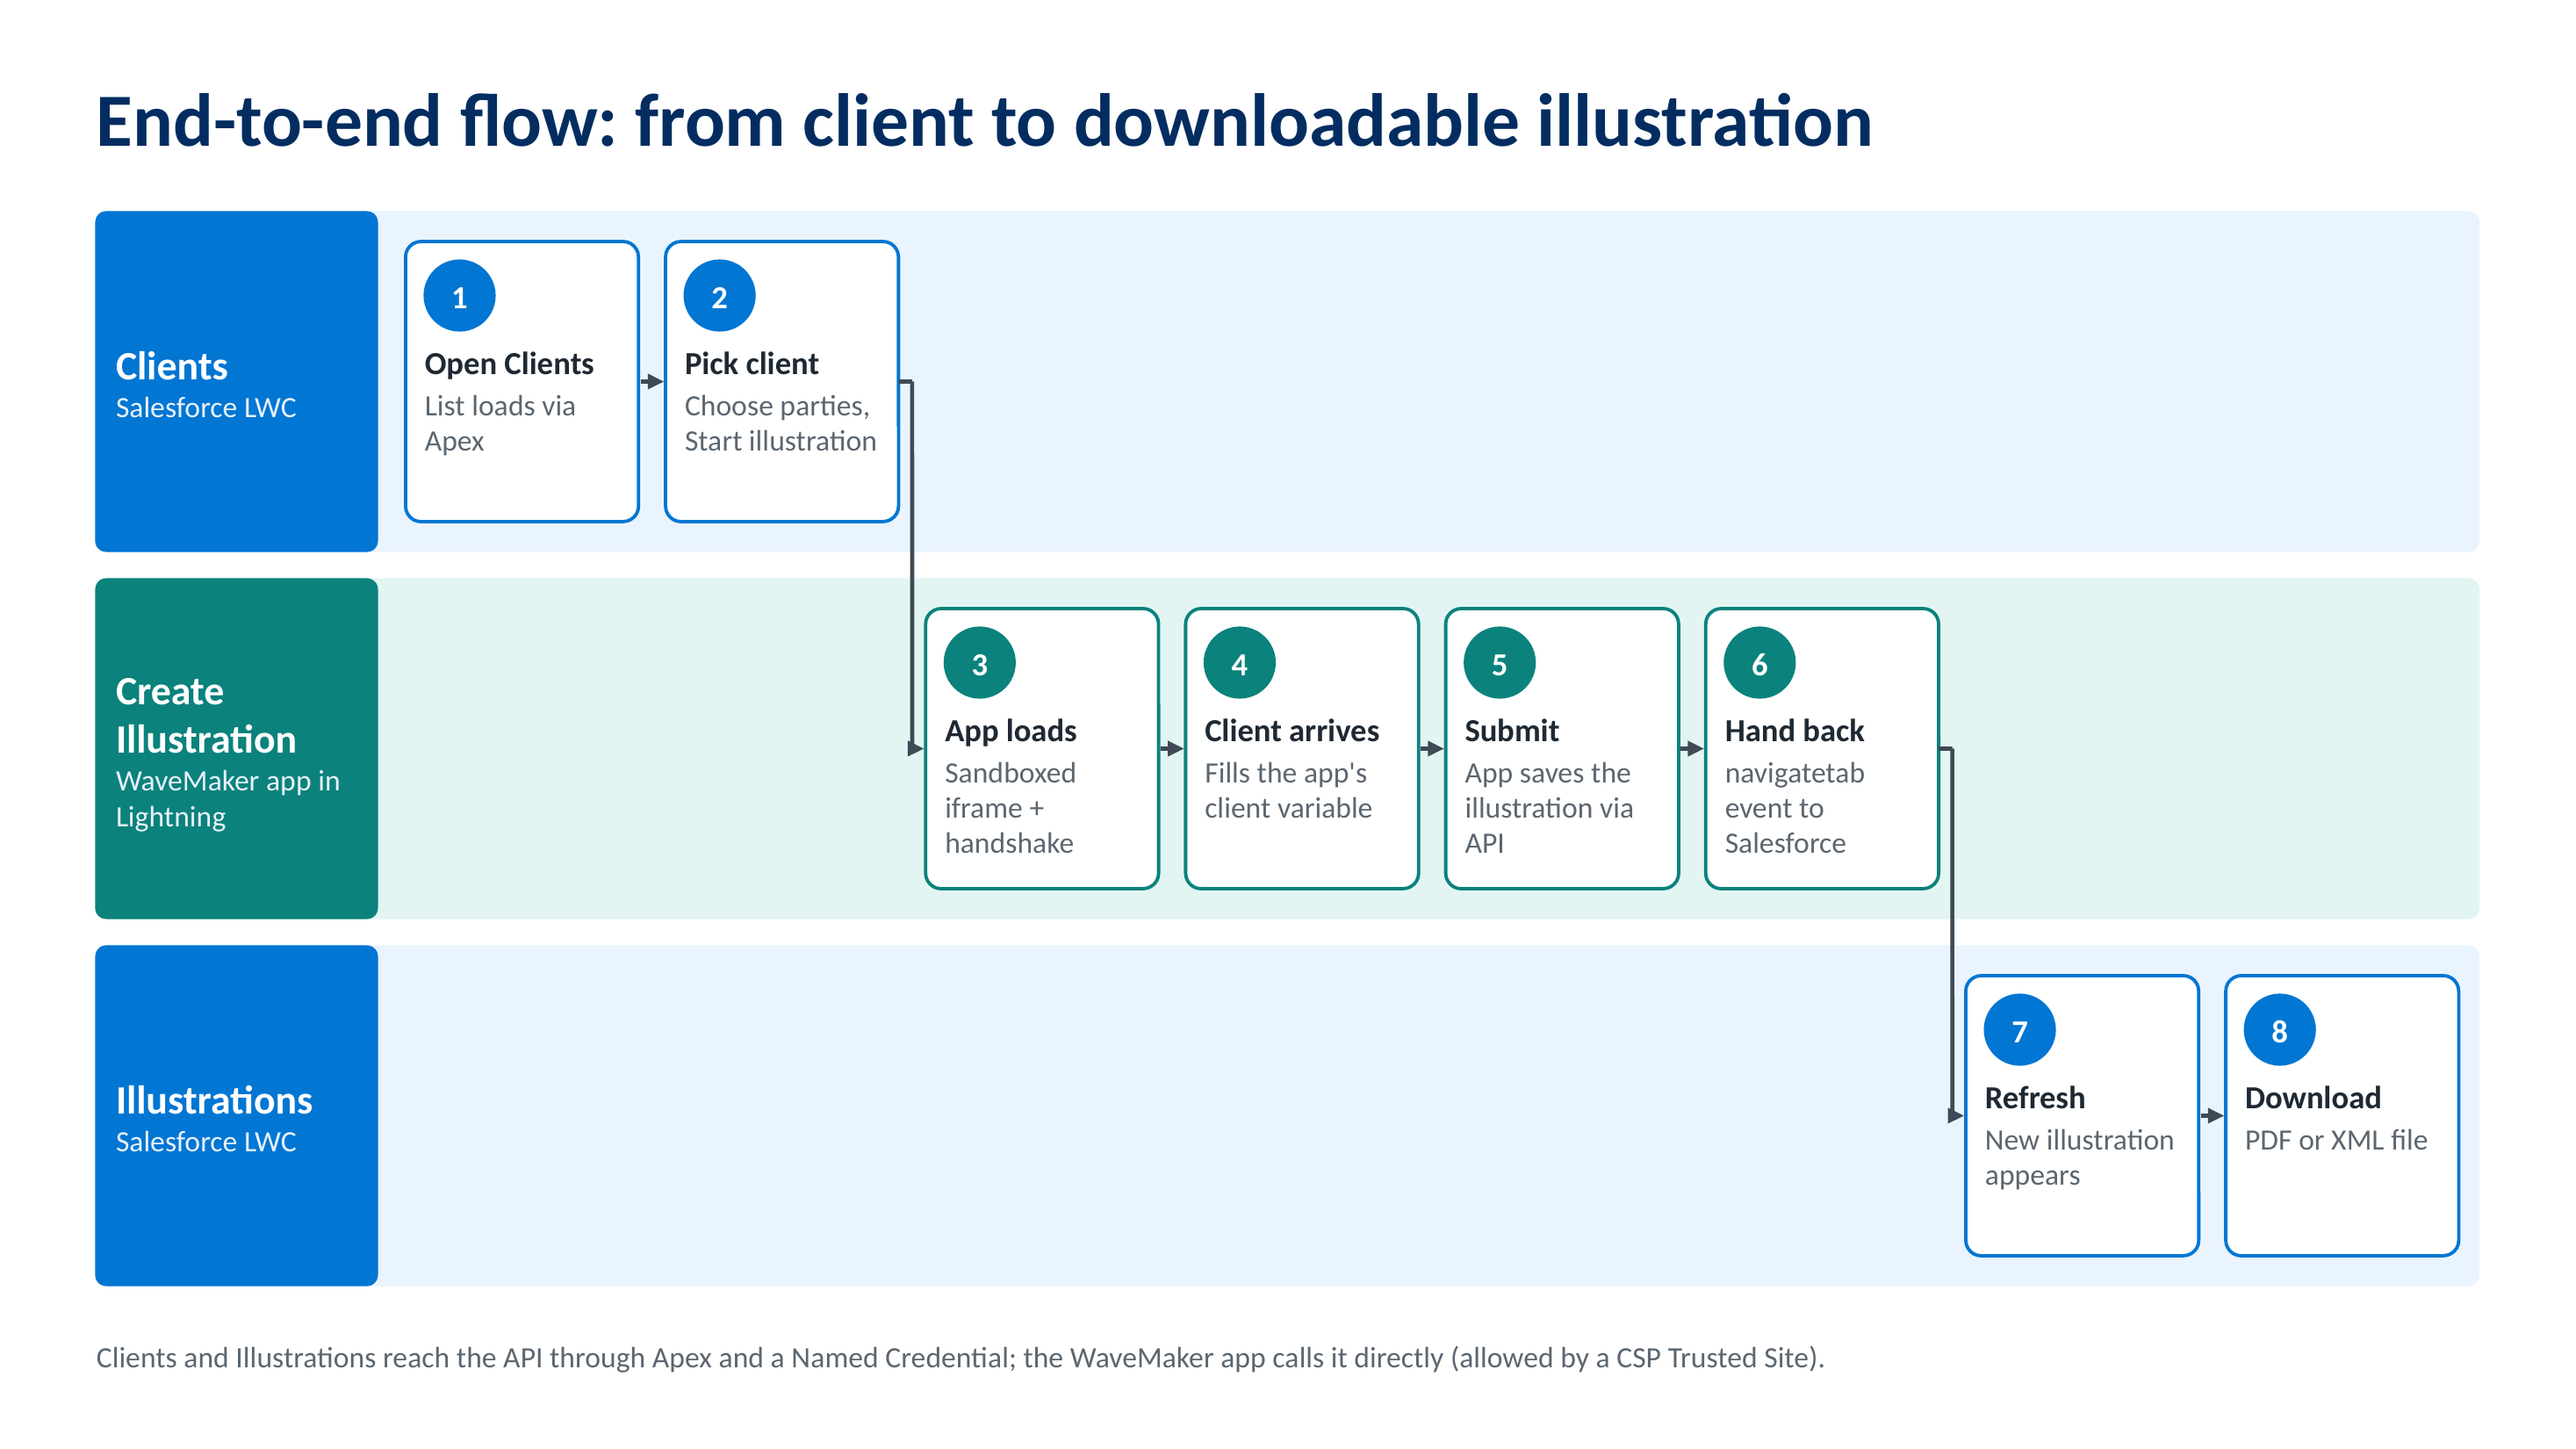 End-to-end flow: from client to downloadable illustration
Clients
Salesforce LWC
1
Open Clients
List loads via
Apex
2
Pick client
Choose parties,
Start illustration
Create
Illustration
WaveMaker app in
Lightning
3
App loads
Sandboxed
iframe +
handshake
4
Client arrives
Fills the app's
client variable
5
Submit
App saves the
illustration via
API
6
Hand back
navigatetab
event to
Salesforce
Illustrations
Salesforce LWC
7
Refresh
New illustration
appears
8
Download
PDF or XML file
Clients and Illustrations reach the API through Apex and a Named Credential; the WaveMaker app calls it directly (allowed by a CSP Trusted Site).